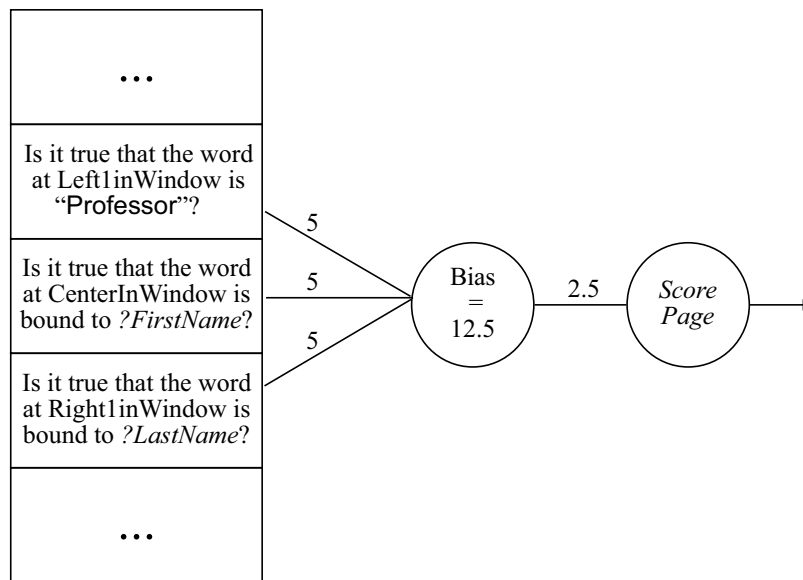 ...
Is it true that the word
at Left1inWindow is
“Professor”?
Is it true that the word
at CenterInWindow is
bound to ?FirstName?
Is it true that the word
at Right1inWindow is
bound to ?LastName?
...
5
5
5
Bias
=
12.5
2.5
Score
Page